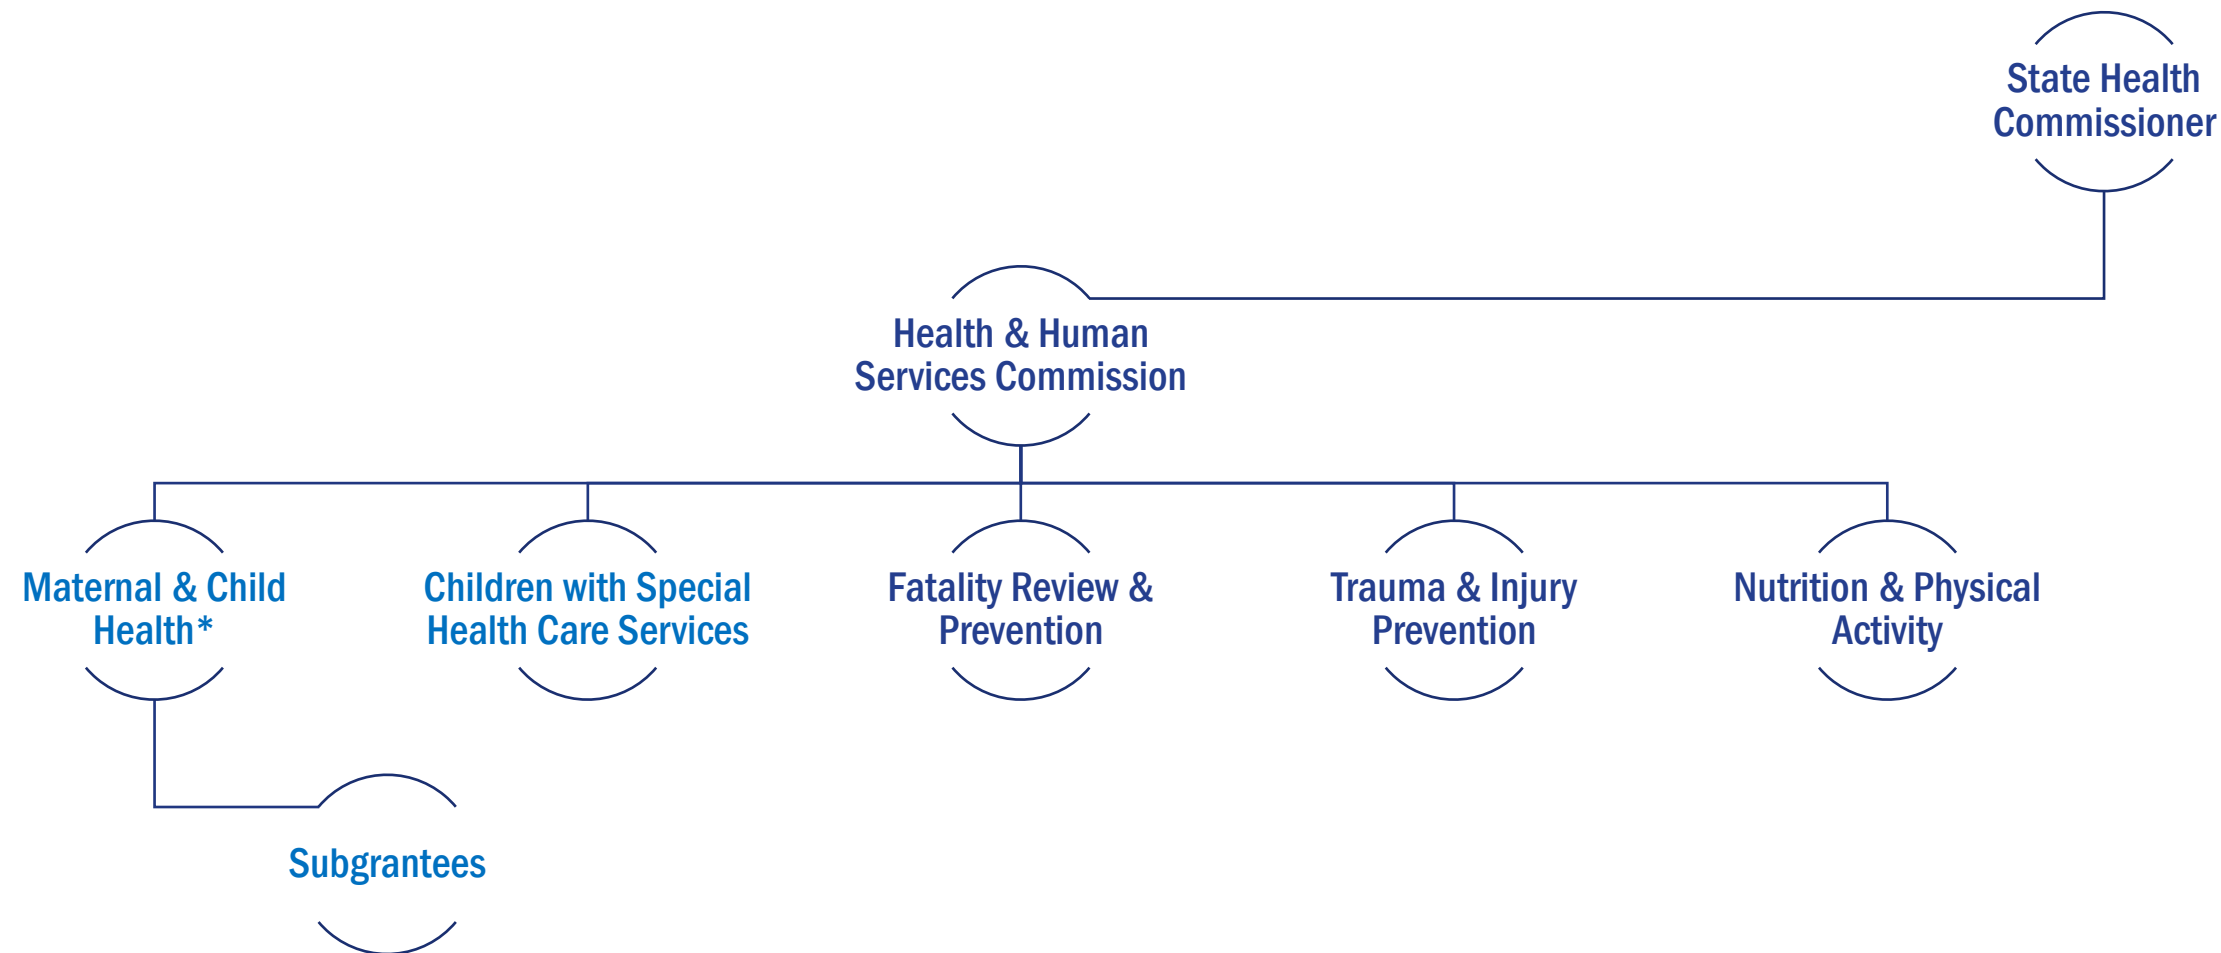 State Health
Commissioner
Health & Human
Services Commission
Maternal & Child
Health*
Children with Special
Health Care Services
Fatality Review &
Prevention
Trauma & Injury
Prevention
Nutrition & Physical
Activity
Subgrantees